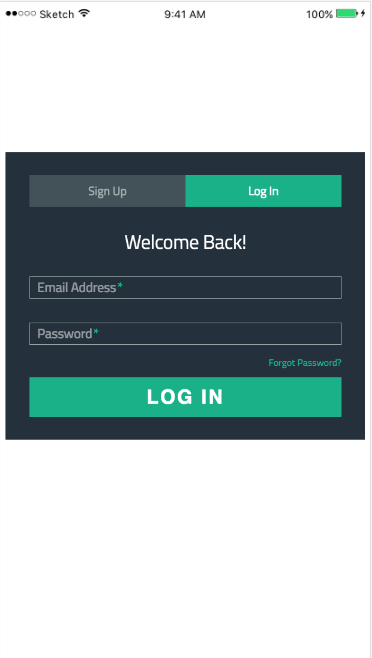 Sketch 9:41 AM 100%
Sign Up Log In
Welcome Back!
Email Address*
Password*
Forgot Password?
LOG IN